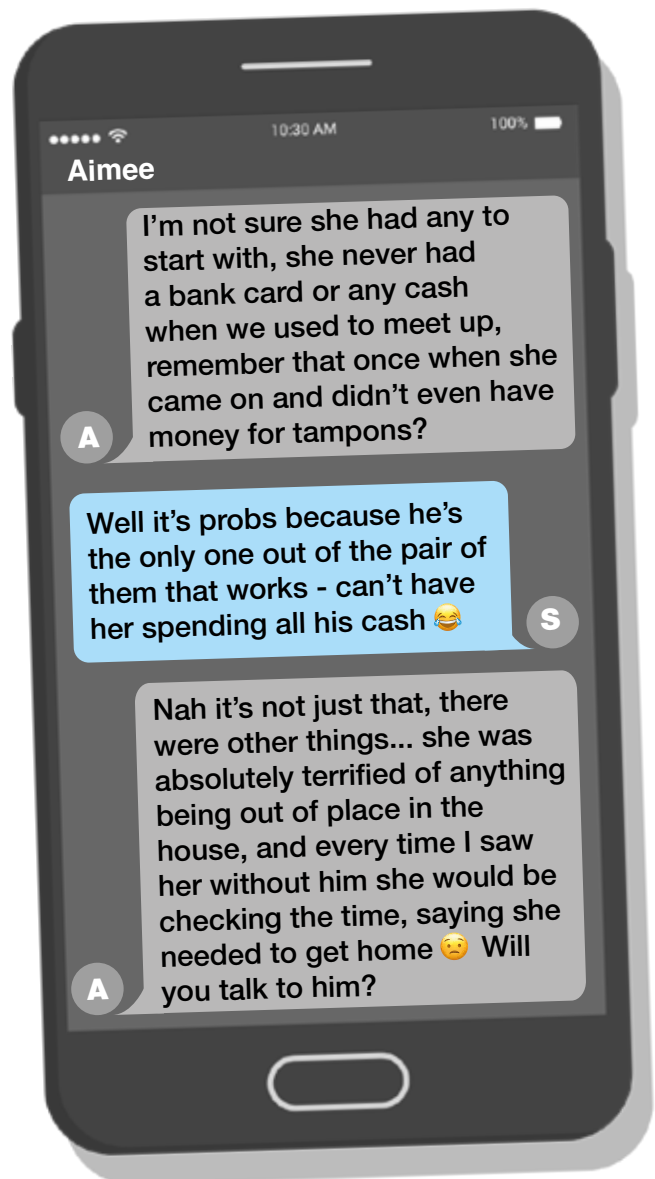 10:30 AM
100%
Aimee
I’m not sure she had any to
start with, she never had
a bank card or any cash
when we used to meet up,
remember that once when she
came on and didn’t even have
money for tampons?
A
Well it’s probs because he’s
the only one out of the pair of
them that works - can’t have
her spending all his cash 😂
S
Nah it’s not just that, there
were other things... she was
absolutely terrified of anything
being out of place in the
house, and every time I saw
her without him she would be
checking the time, saying she
needed to get home 😟 Will
you talk to him?
A